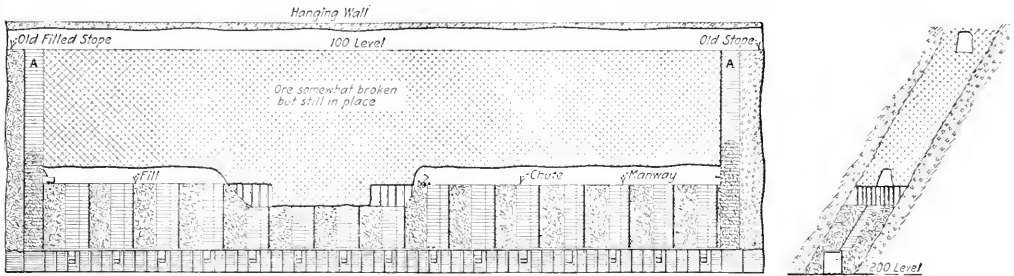 Hanging Wall
Old Filled Stope
100 Level
Old Stope
A
A
Ore somewhat broken
but still in place
Fill
Chute
Manway
200 Level